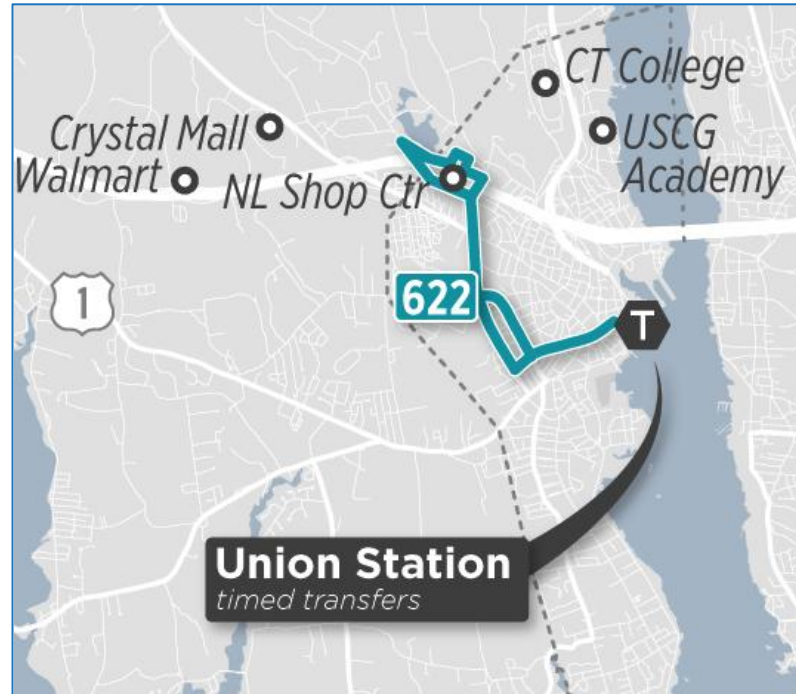 CT College
Crystal Mall
USCG
Academy
Walmart
NL Shop Ctr
1
622
T
Union Station
timed transfers